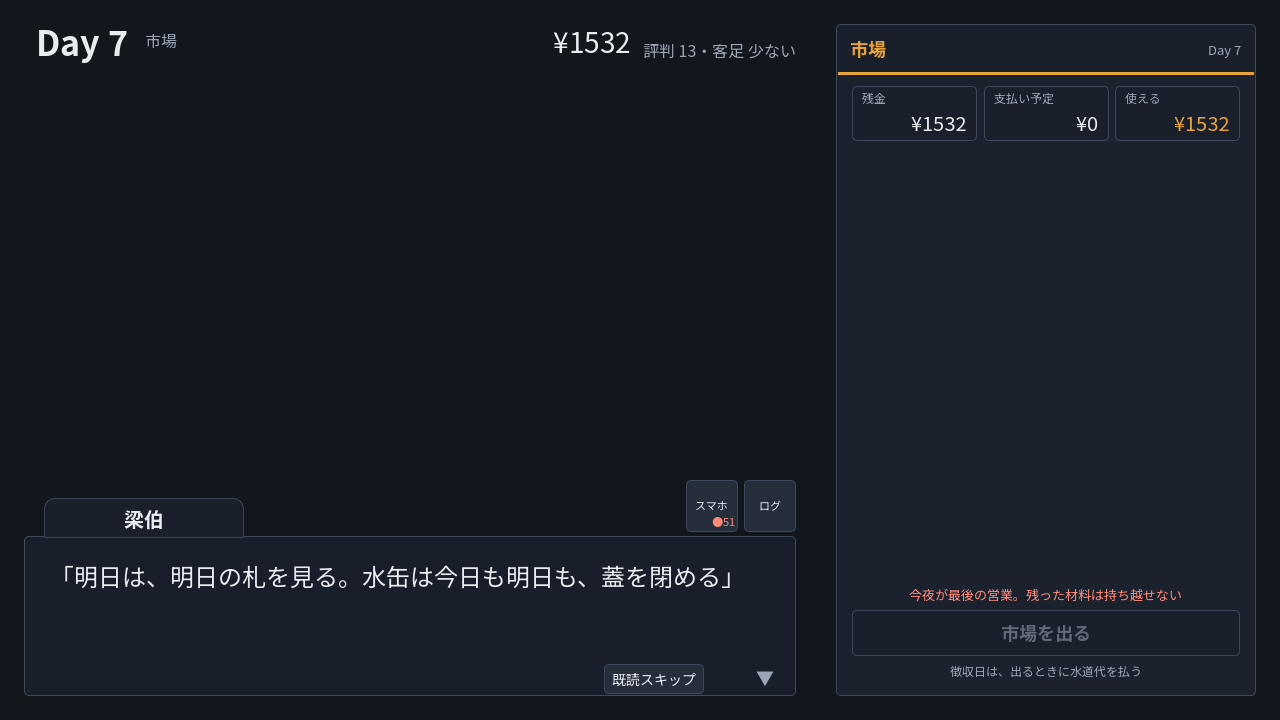 Day 7 市場
¥1532 評判 13・客足 少ない
市場
Day 7
残金
¥1532
支払い予定
¥0
使える
¥1532
スマホ
●51
ログ
梁伯
「明日は、明日の札を見る。水缶は今日も明日も、蓋を閉める」
既読スキップ
▼
今夜が最後の営業。残った材料は持ち越せない
市場を出る
徴収日は、出るときに水道代を払う